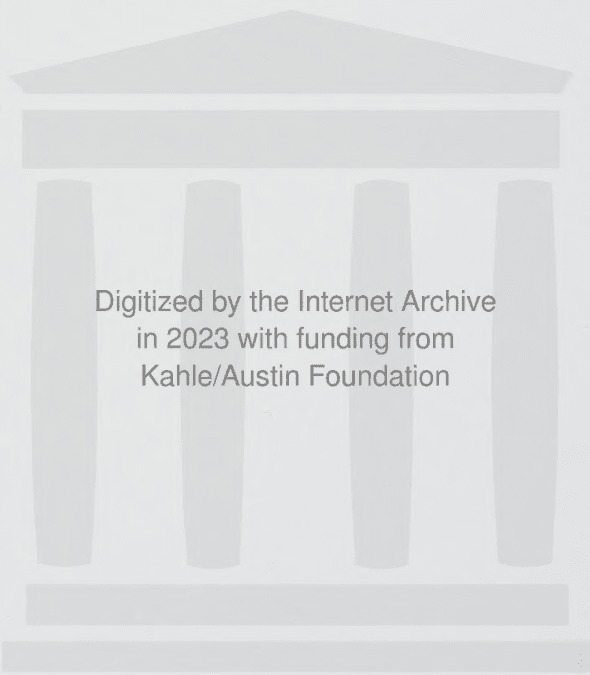 Digitized by the Internet Archive
in 2023 with funding from
Kahle/Austin Foundation